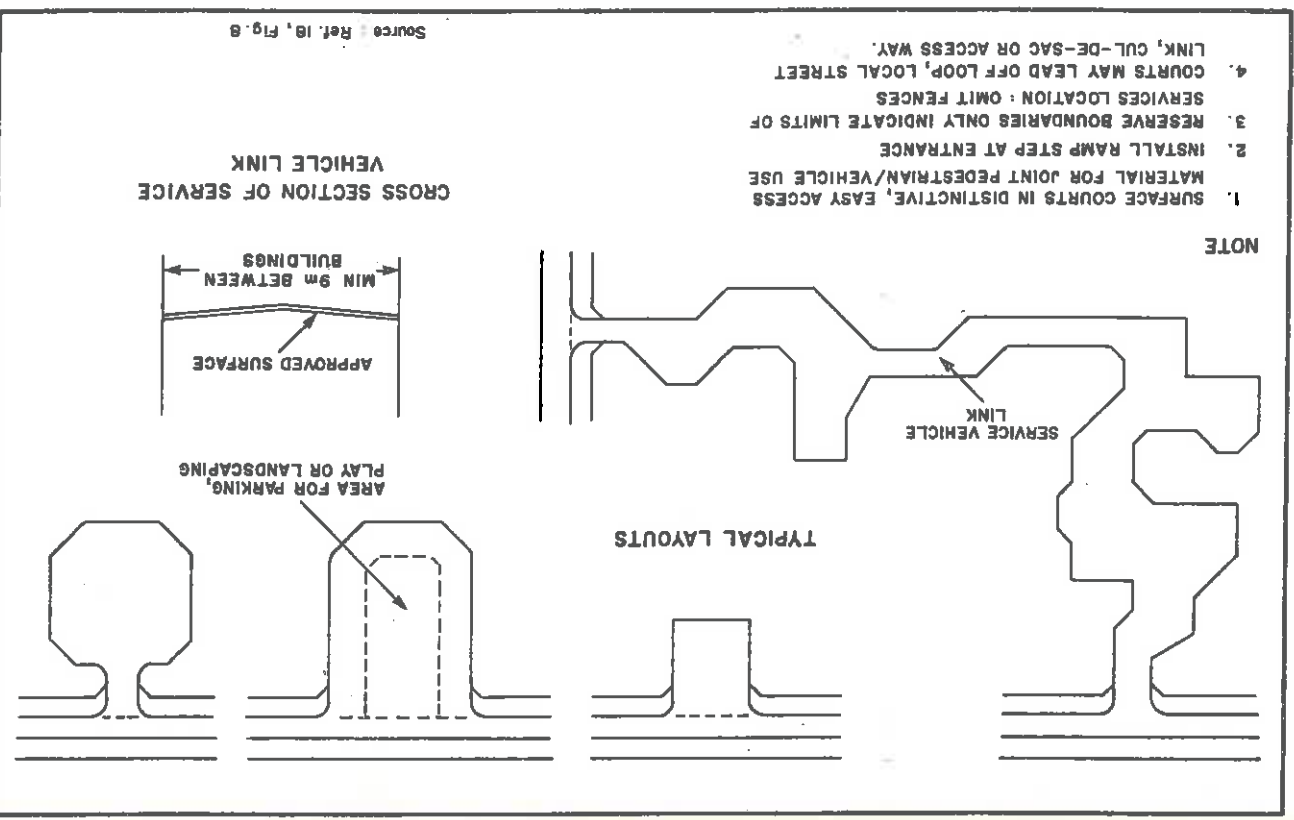 TYPICAL LAYOUTS
AREA FOR PARKING,
PLAY OR LANDSCAPING
SERVICE VEHICLE
LINK
APPROVED SURFACE
MIN 9m BETWEEN
BUILDINGS
CROSS SECTION OF SERVICE
VEHICLE LINK
NOTE
1. SURFACE COURTS IN DISTINCTIVE, EASY ACCESS
MATERIAL FOR JOINT PEDESTRIAN/VEHICLE USE
2. INSTALL RAMP STEP AT ENTRANCE
3. RESERVE BOUNDARIES ONLY INDICATE LIMITS OF
SERVICES LOCATION : OMIT FENCES
4. COURTS MAY LEAD OFF LOOP, LOCAL STREET
LINK, CUL-DE-SAC OR ACCESS WAY.
Source : Ref. 18, Fig. 8